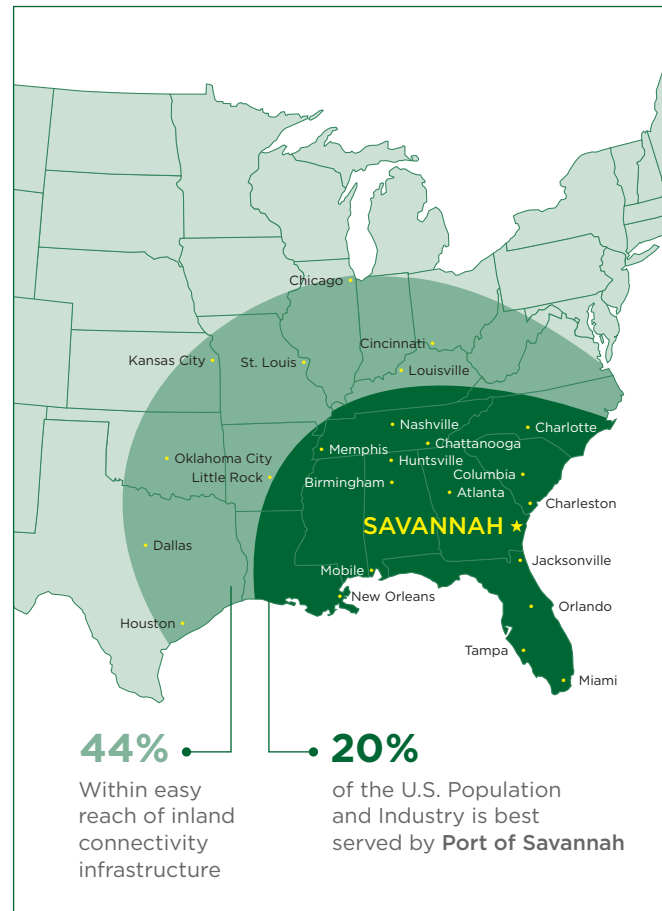 Chicago
Cincinnati
Kansas City
St. Louis
Louisville
Nashville
Charlotte
Chattanooga
Memphis
Huntsville
Oklahoma City
Little Rock
Columbia
Birmingham
Atlanta
Charleston
SAVANNAH
Dallas
Jacksonville
Mobile
New Orleans
Orlando
Houston
Tampa
Miami
44%
Within easy
reach of inland
connectivity
infrastructure
20%
of the U.S. Population
and Industry is best
served by Port of Savannah